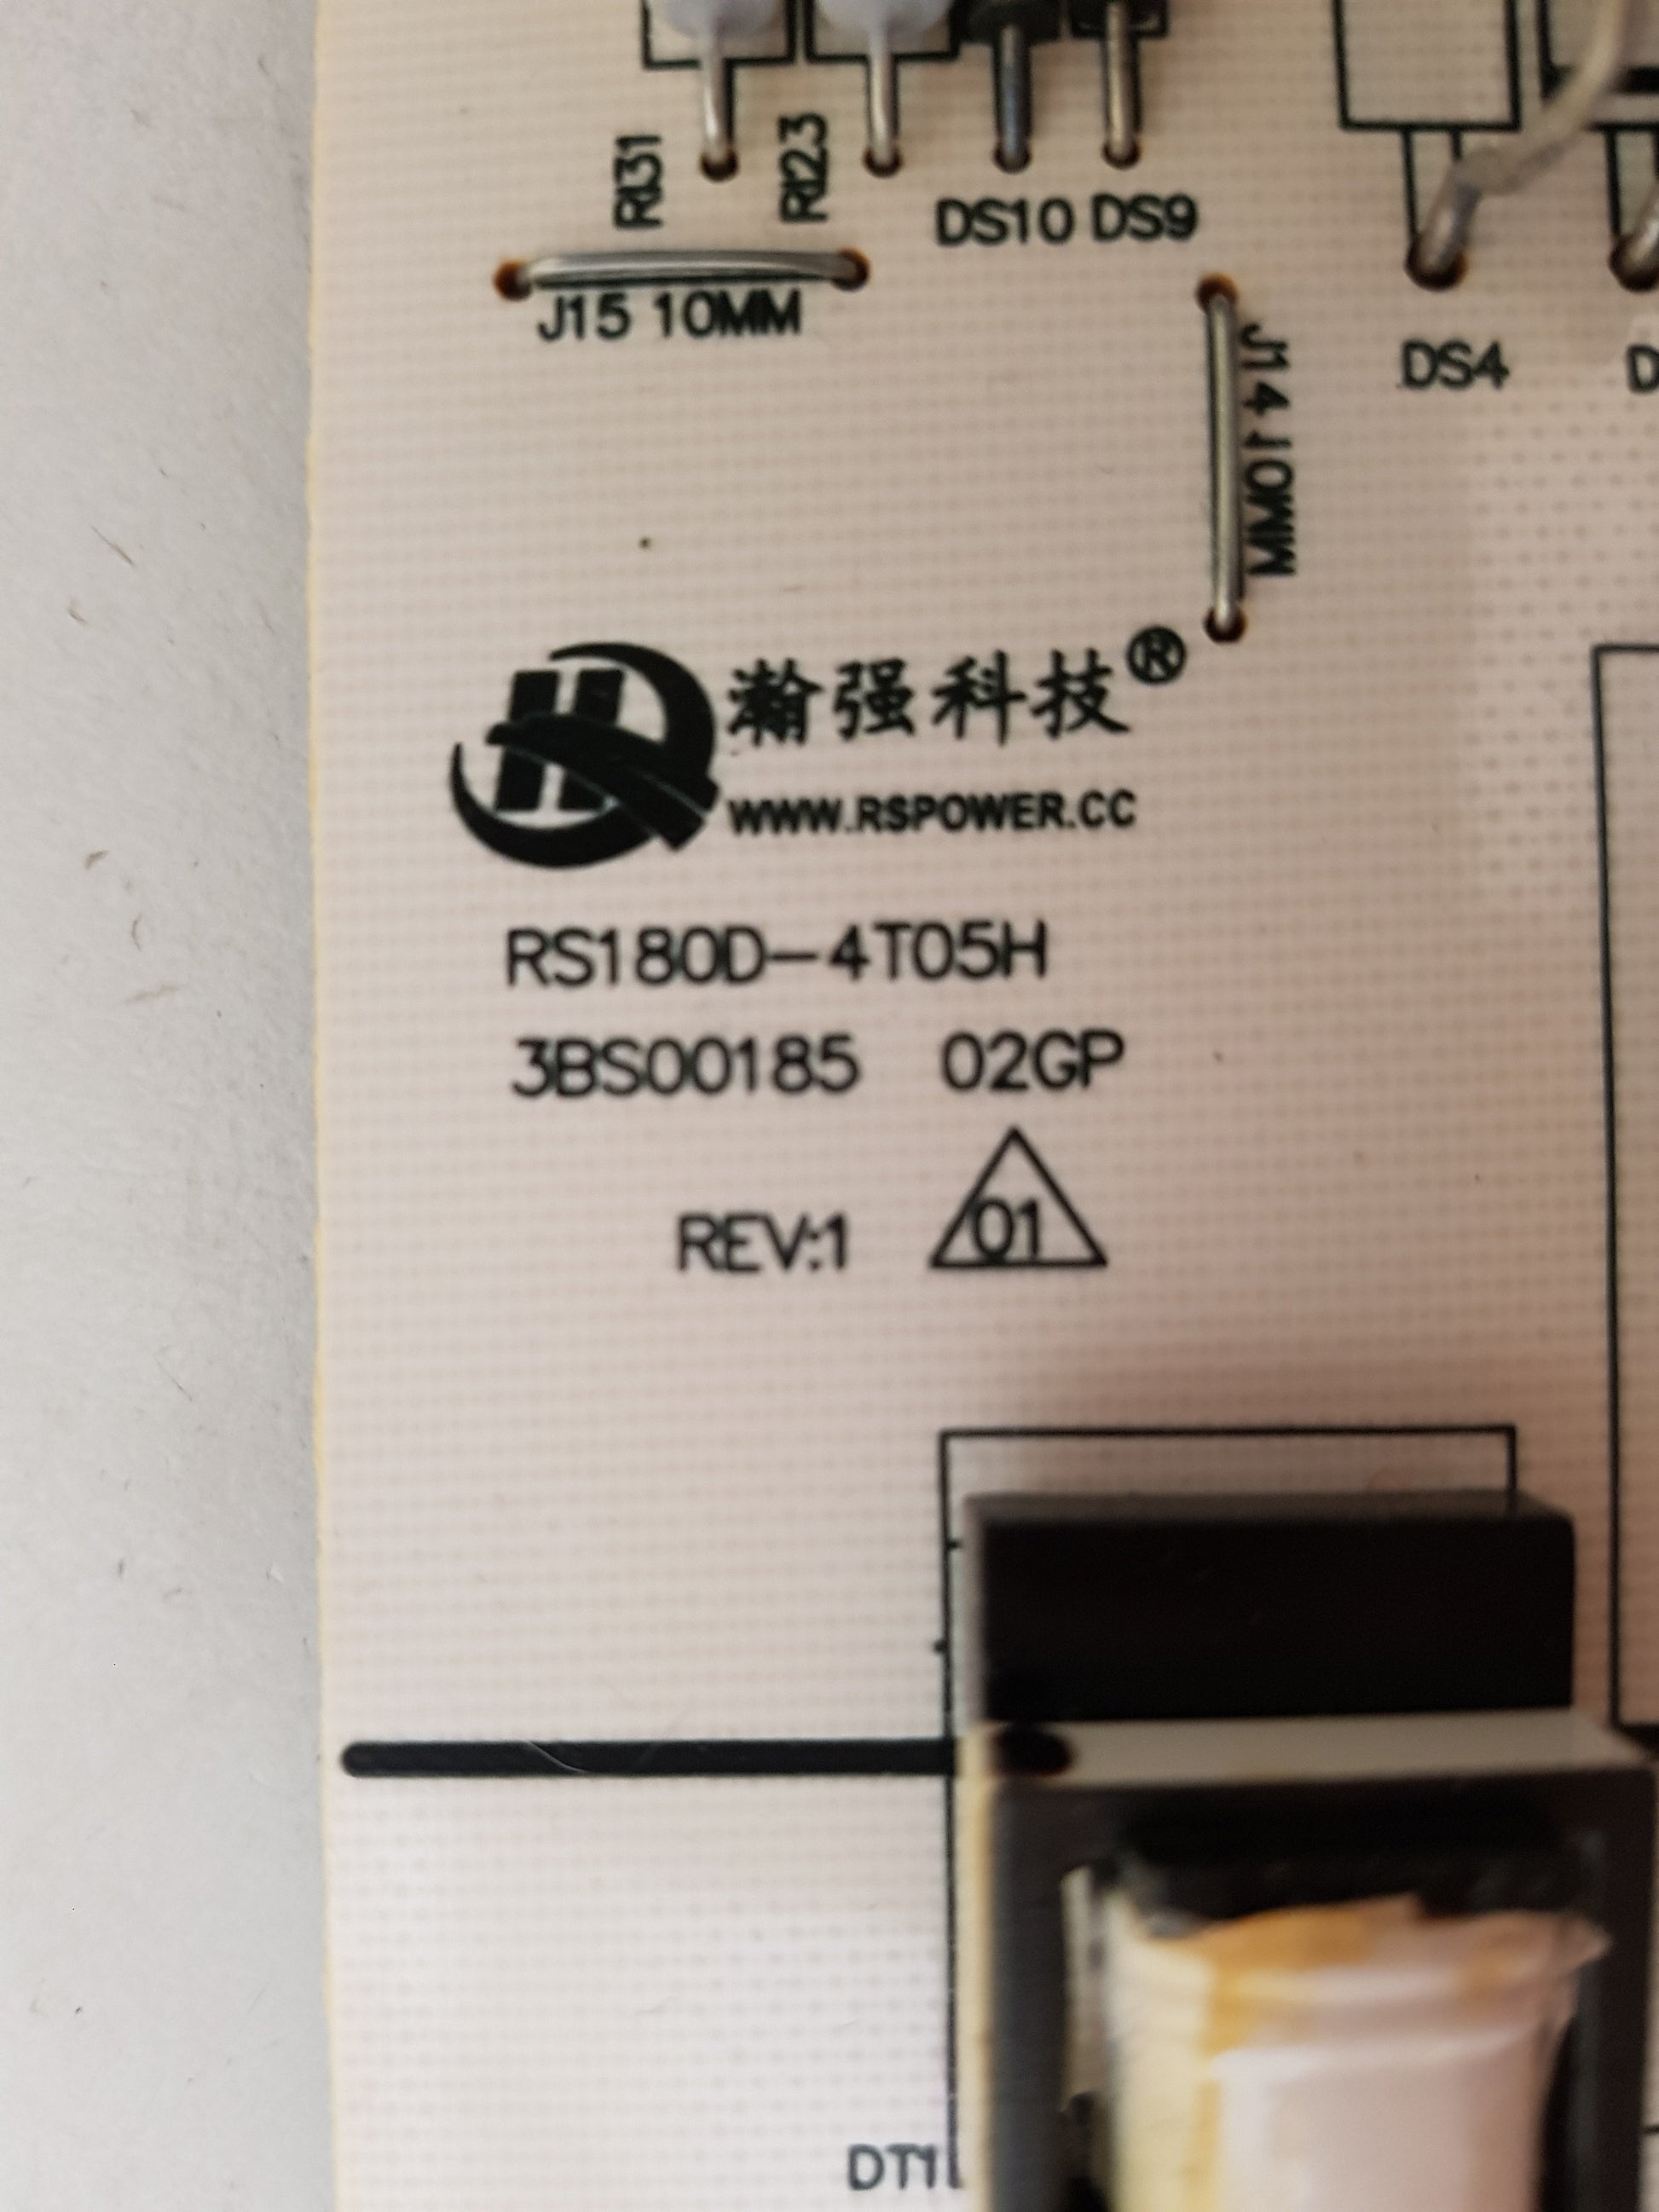 R131
R123
DS10 DS9
J15 10MM
J14 10MM
DS4
D
瀚强科技®
WWW.RSPOWER.CC
RS180D-4T05H
3BS00185 02GP
REV:1 01
DT1